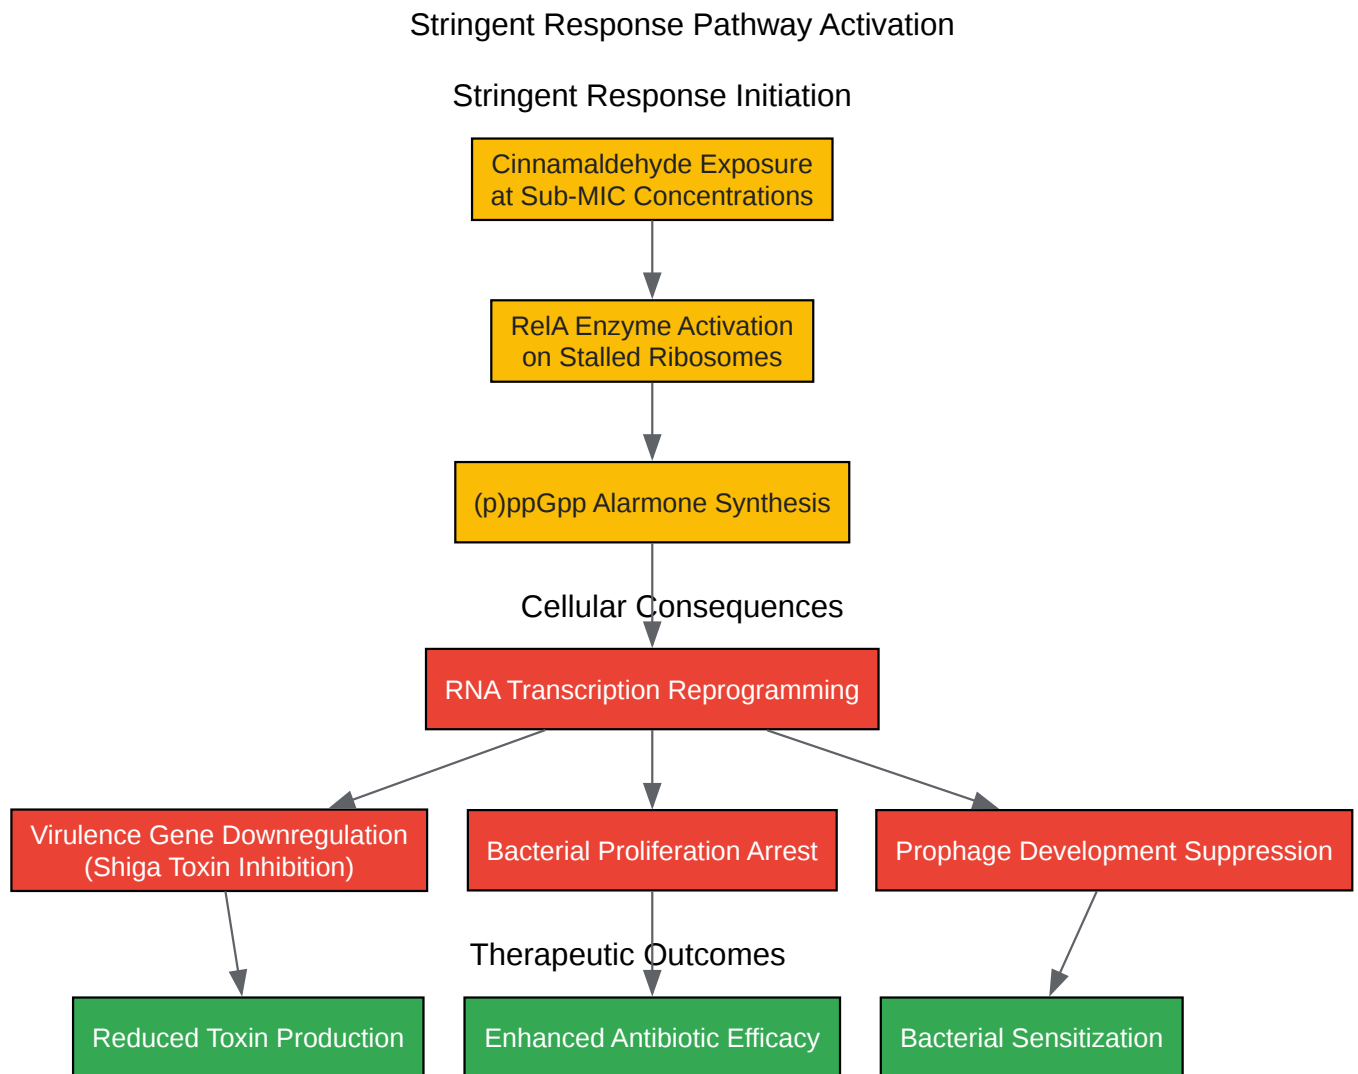 Stringent Response Pathway Activation
Stringent Response Initiation
Cinnamaldehyde Exposure
at Sub-MIC Concentrations
RelA Enzyme Activation
on Stalled Ribosomes
(p)ppGpp Alarmone Synthesis
Cellular Consequences
RNA Transcription Reprogramming
Virulence Gene Downregulation
(Shiga Toxin Inhibition)
Bacterial Proliferation Arrest
Prophage Development Suppression
Therapeutic Outcomes
Reduced Toxin Production
Enhanced Antibiotic Efficacy
Bacterial Sensitization